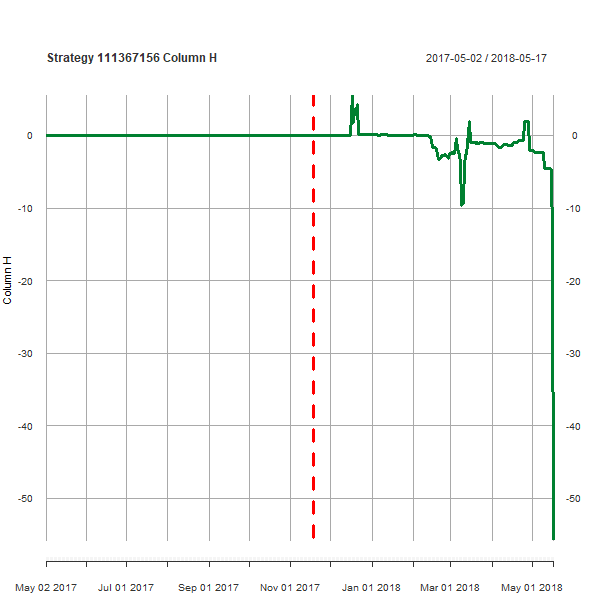 Strategy 111367156 Column H
2017-05-02 / 2018-05-17
Column H
0
-10
-20
-30
-40
-50
0
-10
-20
-30
-40
-50
May 02 2017
Jul 01 2017
Sep 01 2017
Nov 01 2017
Jan 01 2018
Mar 01 2018
May 01 2018